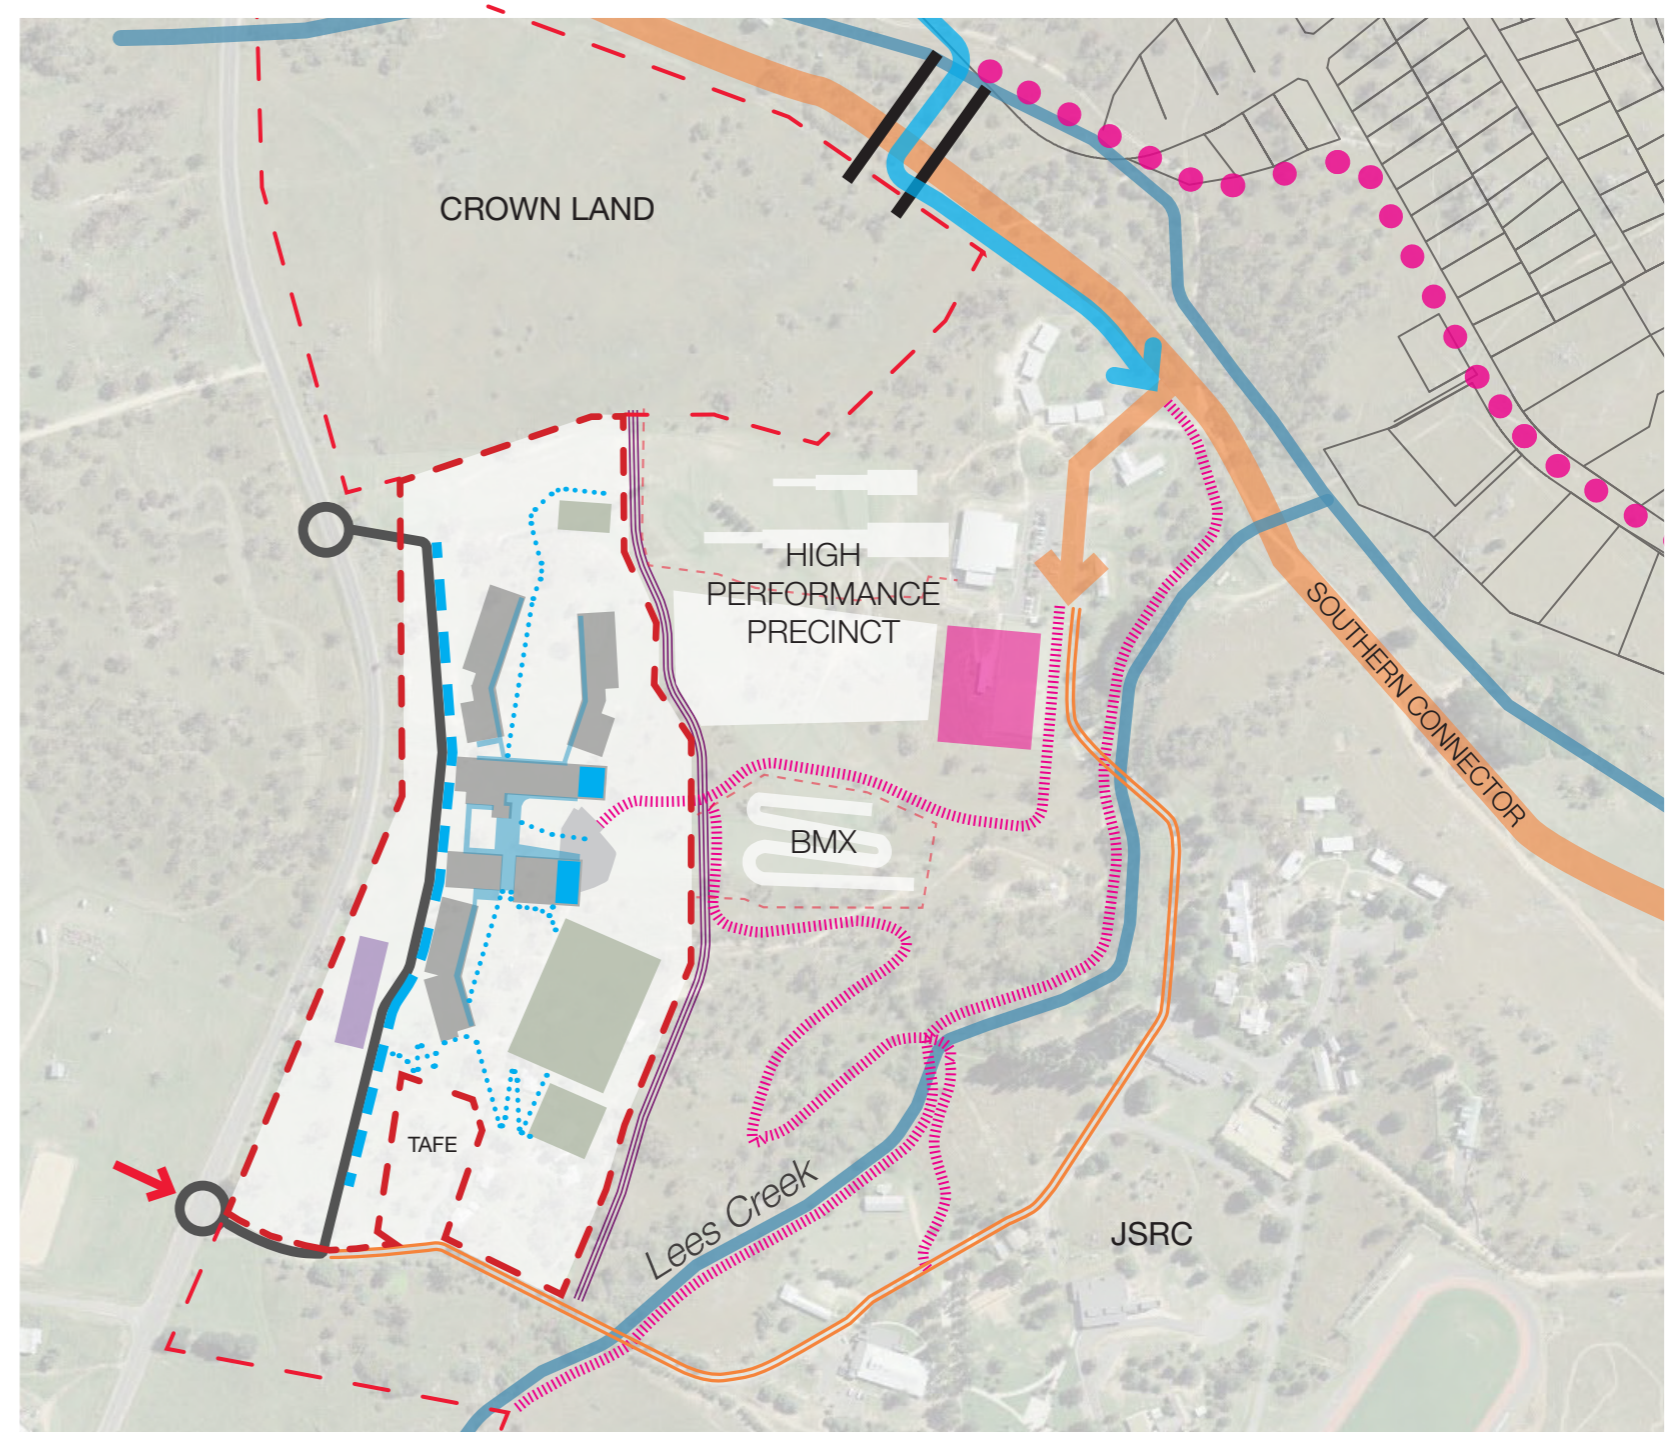 CROWN LAND
HIGH
PERFORMANCE
PRECINCT
SOUTHERN CONNECTOR
BMX
TAFE
Lees Creek
JSRC